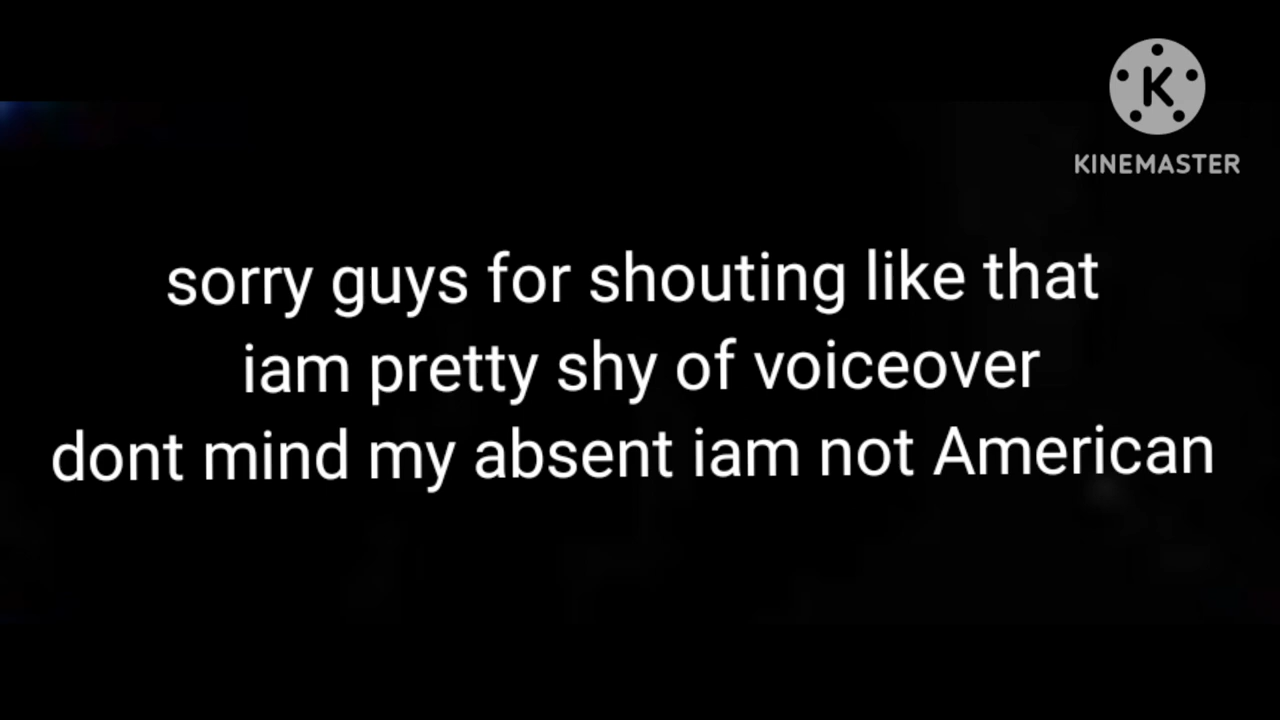 K
KINEMASTER
sorry guys for shouting like that
iam pretty shy of voiceover
dont mind my absent iam not American